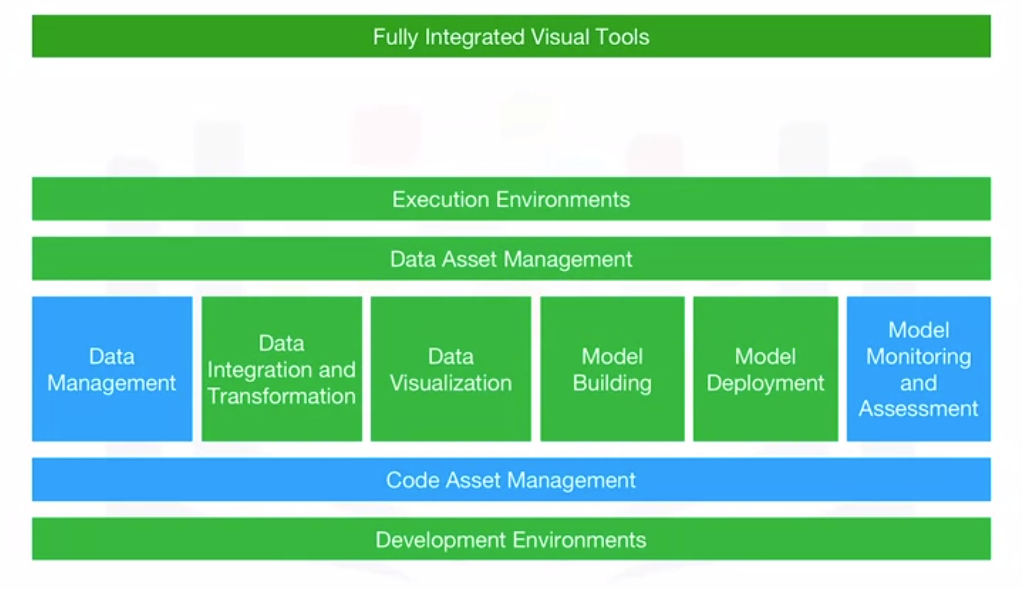 Fully Integrated Visual Tools
Execution Environments
Data Asset Management
Data
Management
Data
Integration and
Transformation
Data
Visualization
Model
Building
Model
Deployment
Model
Monitoring
and
Assessment
Code Asset Management
Development Environments